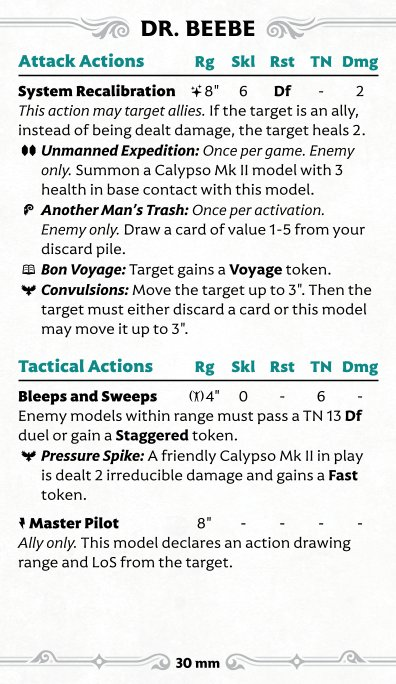 DR. BEEBE
Attack Actions Rg Skl Rst TN Dmg
System Recalibration 8" 6 Df - 2
This action may target allies. If the target is an ally,
instead of being dealt damage, the target heals 2.
Unmanned Expedition: Once per game. Enemy
only. Summon a Calypso Mk II model with 3
health in base contact with this model.
Another Man's Trash: Once per activation.
Enemy only. Draw a card of value 1-5 from your
discard pile.
Bon Voyage: Target gains a Voyage token.
Convulsions: Move the target up to 3". Then the
target must either discard a card or this model
may move it up to 3".
Tactical Actions Rg Skl Rst TN Dmg
Bleeps and Sweeps 4" 0 - 6 -
Enemy models within range must pass a TN 13 Df
duel or gain a Staggered token.
Pressure Spike: A friendly Calypso Mk II in play
is dealt 2 irreducible damage and gains a Fast
token.
Master Pilot 8" - - - -
Ally only. This model declares an action drawing
range and LoS from the target.
30 mm